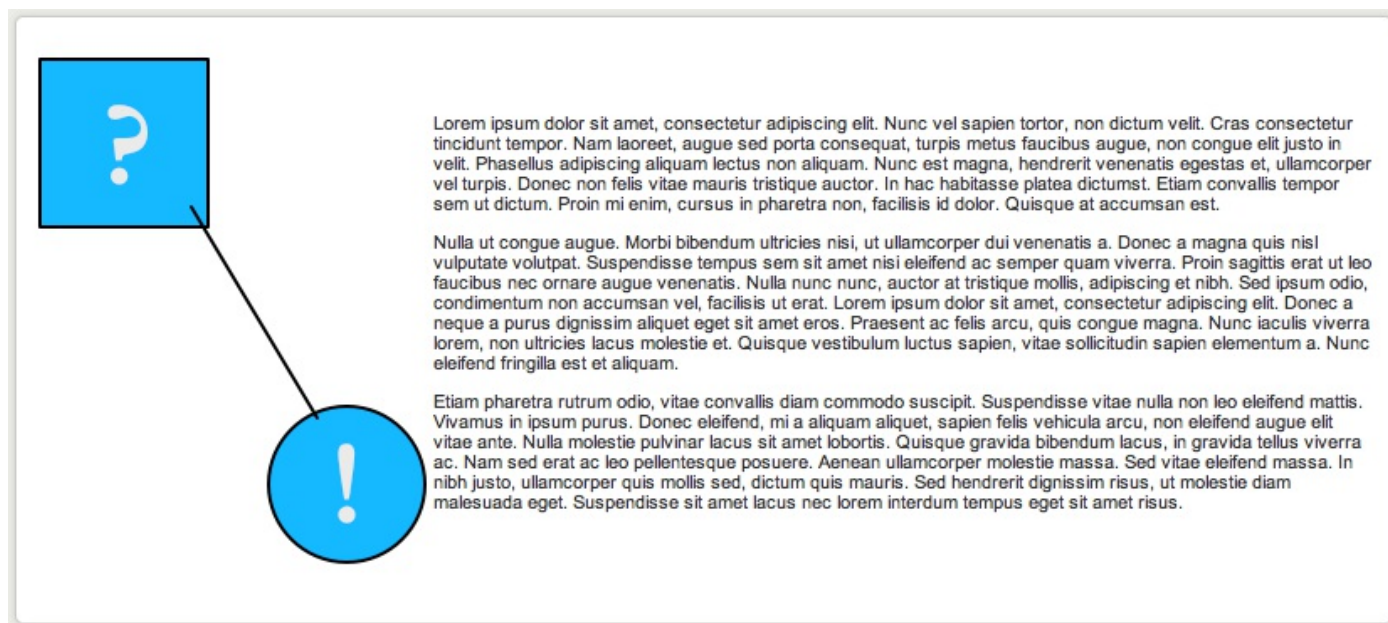 ?
Lorem ipsum dolor sit amet, consectetur adipiscing elit. Nunc vel sapien tortor, non dictum velit. Cras consectetur
tincidunt tempor. Nam laoreet, augue sed porta consequat, turpis metus faucibus augue, non congue elit justo in
velit. Phasellus adipiscing aliquam lectus non aliquam. Nunc est magna, hendrerit venenatis egestas et, ullamcorper
vel turpis. Donec non felis vitae mauris tristique auctor. In hac habitasse platea dictumst. Etiam convallis tempor
sem ut dictum. Proin mi enim, cursus in pharetra non, facilisis id dolor. Quisque at accumsan est.
Nulla ut congue augue. Morbi bibendum ultricies nisi, ut ullamcorper dui venenatis a. Donec a magna quis nisl
vulputate volutpat. Suspendisse tempus sem sit amet nisi eleifend ac semper quam viverra. Proin sagittis erat ut leo
faucibus nec ornare augue venenatis. Nulla nunc nunc, auctor at tristique mollis, adipiscing et nibh. Sed ipsum odio,
condimentum non accumsan vel, facilisis ut erat. Lorem ipsum dolor sit amet, consectetur adipiscing elit. Donec a
neque a purus dignissim aliquet eget sit amet eros. Praesent ac felis arcu, quis congue magna. Nunc iaculis viverra
lorem, non ultricies lacus molestie et. Quisque vestibulum luctus sapien, vitae sollicitudin sapien elementum a. Nunc
eleifend fringilla est et aliquam.
Etiam pharetra rutrum odio, vitae convallis diam commodo suscipit. Suspendisse vitae nulla non leo eleifend mattis.
Vivamus in ipsum purus. Donec eleifend, mi a aliquam aliquet, sapien felis vehicula arcu, non eleifend augue elit
vitae ante. Nulla molestie pulvinar lacus sit amet lobortis. Quisque gravida bibendum lacus, in gravida tellus viverra
ac. Nam sed erat ac leo pellentesque posuere. Aenean ullamcorper molestie massa. Sed vitae eleifend massa. In
nibh justo, ullamcorper quis mollis sed, dictum quis mauris. Sed hendrerit dignissim risus, ut molestie diam
malesuada eget. Suspendisse sit amet lacus nec lorem interdum tempus eget sit amet risus.
!